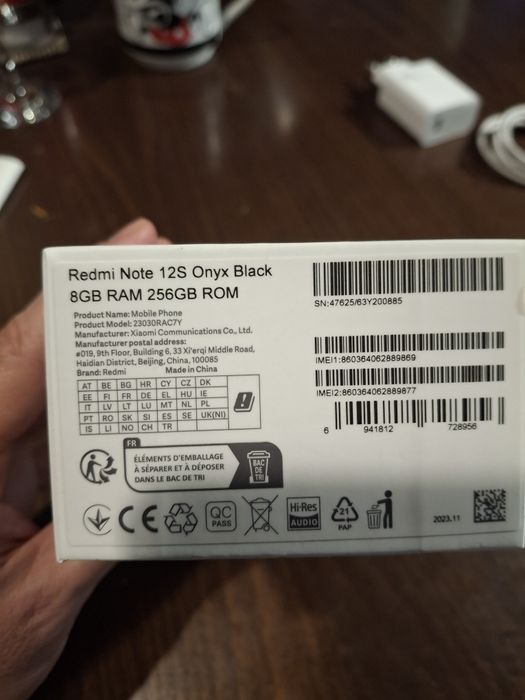 Redmi Note 12S Onyx Black
8GB RAM 256GB ROM
Product Name: Mobile Phone
Product Model: 23030RAC7Y
Manufacturer: Xiaomi Communications Co., Ltd.
Manufacturer postal address:
#019, 9th Floor, Building 6, 33 Xi'erqi Middle Road,
Haidian District, Beijing, China, 100085
Brand: Redmi Made in China
AT BE BG HR CY CZ DK
EE FI FR DE EL HU IE
IT LV LT LU MT NL PL
PT RO SK SI ES SE UK(NI)
IS LI NO CH TR
SN:47625/63Y200885
IMEI1:860364062889869
IMEI2:860364062889877
6 941812 728956
FR
ÉLÉMENTS D'EMBALLAGE
À SÉPARER ET À DÉPOSER
DANS LE BAC DE TRI
BAC
DE
TRI
CE
QC
PASS
Hi-Res
AUDIO
21
PAP
2023.11